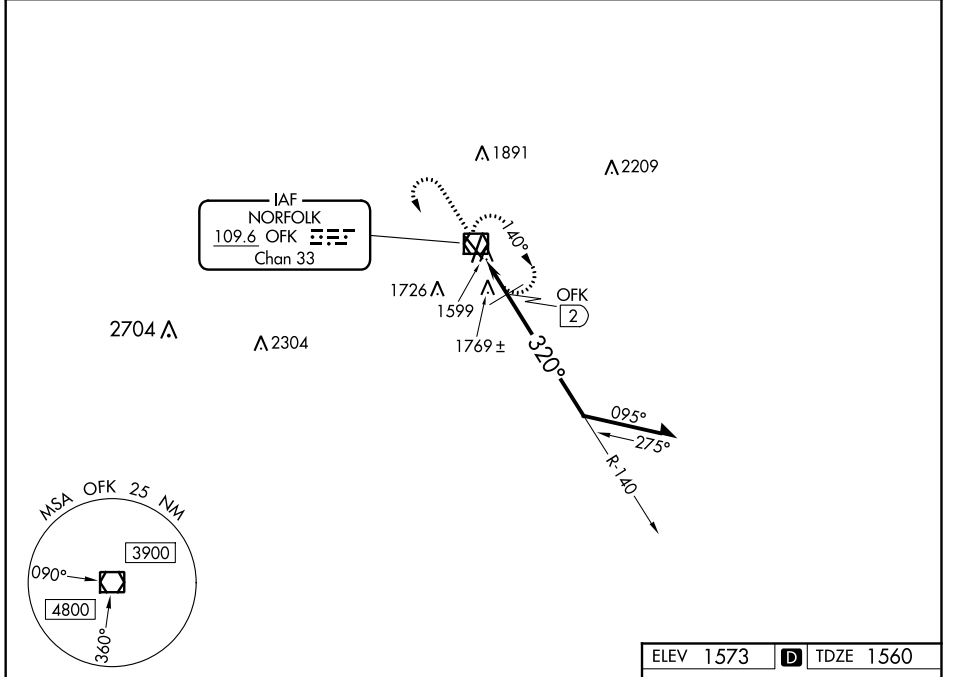 1891
2209
IAF
NORFOLK
109.6 OFK
Chan 33
140°
1726
1599
OFK
2
2704
2304
1769 ±
320°
095°
275°
R-140
MSA OFK 25 NM
3900
090°
4800
360°
ELEV 1573 D TDZE 1560